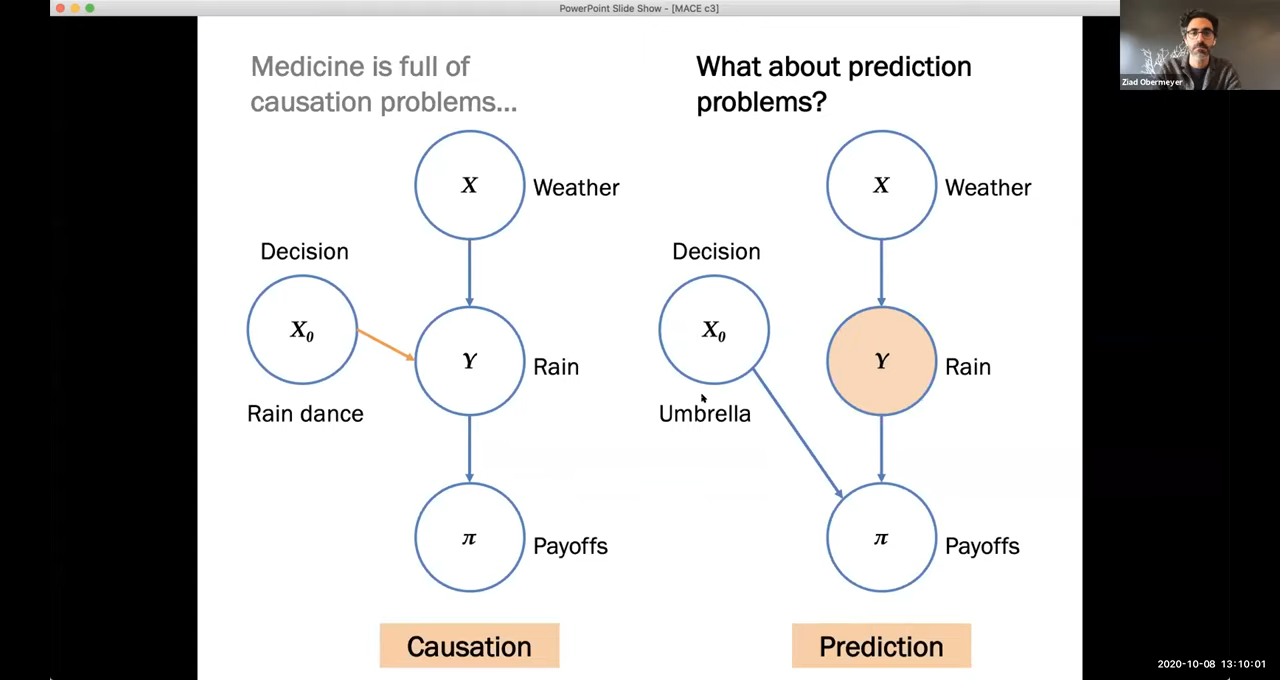 PowerPoint Slide Show - [MACE c3]
Ziad Obermeyer
Medicine is full of
causation problems...
X
Weather
Decision
X0
Rain dance
Y
Rain
π
Payoffs
Causation
What about prediction
problems?
X
Weather
Decision
X0
Umbrella
Y
Rain
π
Payoffs
Prediction
2020-10-08 13:10:01